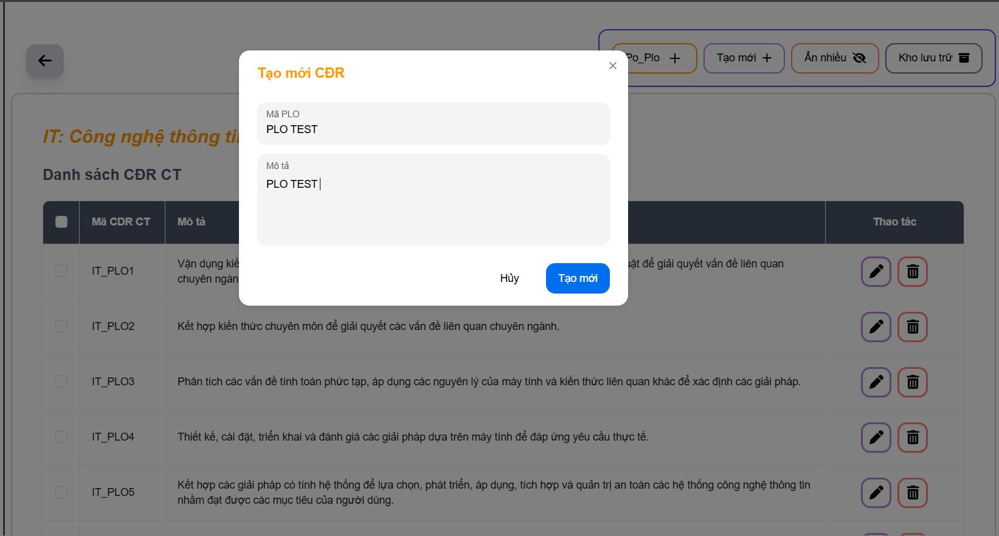 Po_Plo
Tạo mới
Ẩn nhiều
Kho lưu trữ
Tạo mới CĐR
Mã PLO
PLO TEST
Mô tả
PLO TEST
Hủy
Tạo mới
IT: Công nghệ thông tin
Danh sách CĐR CT
Mã CDR CT
Mô tả
Thao tác
IT_PLO1
Vận dụng kiế
uật để giải quyết vấn đề liên quan
chuyên ngàn
IT_PLO2
Kết hợp kiến thức chuyên môn để giải quyết các vấn đề liên quan chuyên ngành.
IT_PLO3
Phân tích các vấn đề tính toán phức tạp, áp dụng các nguyên lý của máy tính và kiến thức liên quan khác để xác định các giải pháp.
IT_PLO4
Thiết kế, cài đặt, triển khai và đánh giá các giải pháp dựa trên máy tính để đáp ứng yêu cầu thực tế.
IT_PLO5
Kết hợp các giải pháp có tính hệ thống để lựa chọn, phát triển, áp dụng, tích hợp và quản trị an toàn các hệ thống công nghệ thông tin
nhằm đạt được các mục tiêu của người dùng.